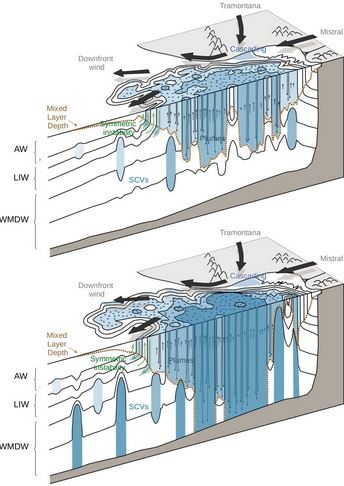 Tramontana
Mistral
Cascading
Downfront
wind
Mixed
Layer
Depth
Symmetric
instability
Plumes
AW
LIW
SCVs
WMDW
Tramontana
Mistral
Cascading
Downfront
wind
Mixed
Layer
Depth
Symmetric
instability
Plumes
AW
LIW
SCVs
WMDW